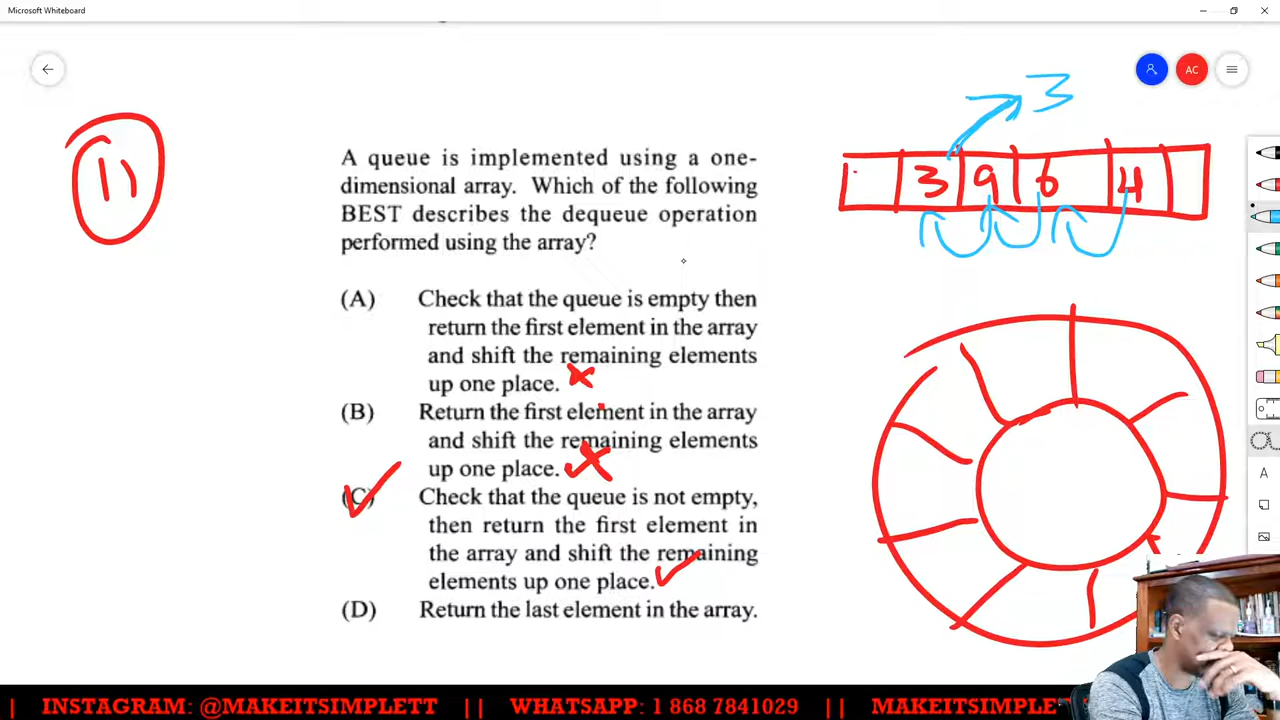 Microsoft Whiteboard
AC
11
3
3 9 6 4
A queue is implemented using a one-
dimensional array. Which of the following
BEST describes the dequeue operation
performed using the array?
(A) Check that the queue is empty then
return the first element in the array
and shift the remaining elements
up one place.
(B) Return the first element in the array
and shift the remaining elements
up one place.
(C) Check that the queue is not empty,
then return the first element in
the array and shift the remaining
elements up one place.
(D) Return the last element in the array.
A
| INSTAGRAM: @MAKEITSIMPLETT || WHATSAPP: 1 868 7841029 || MAKEITSIMPLETT